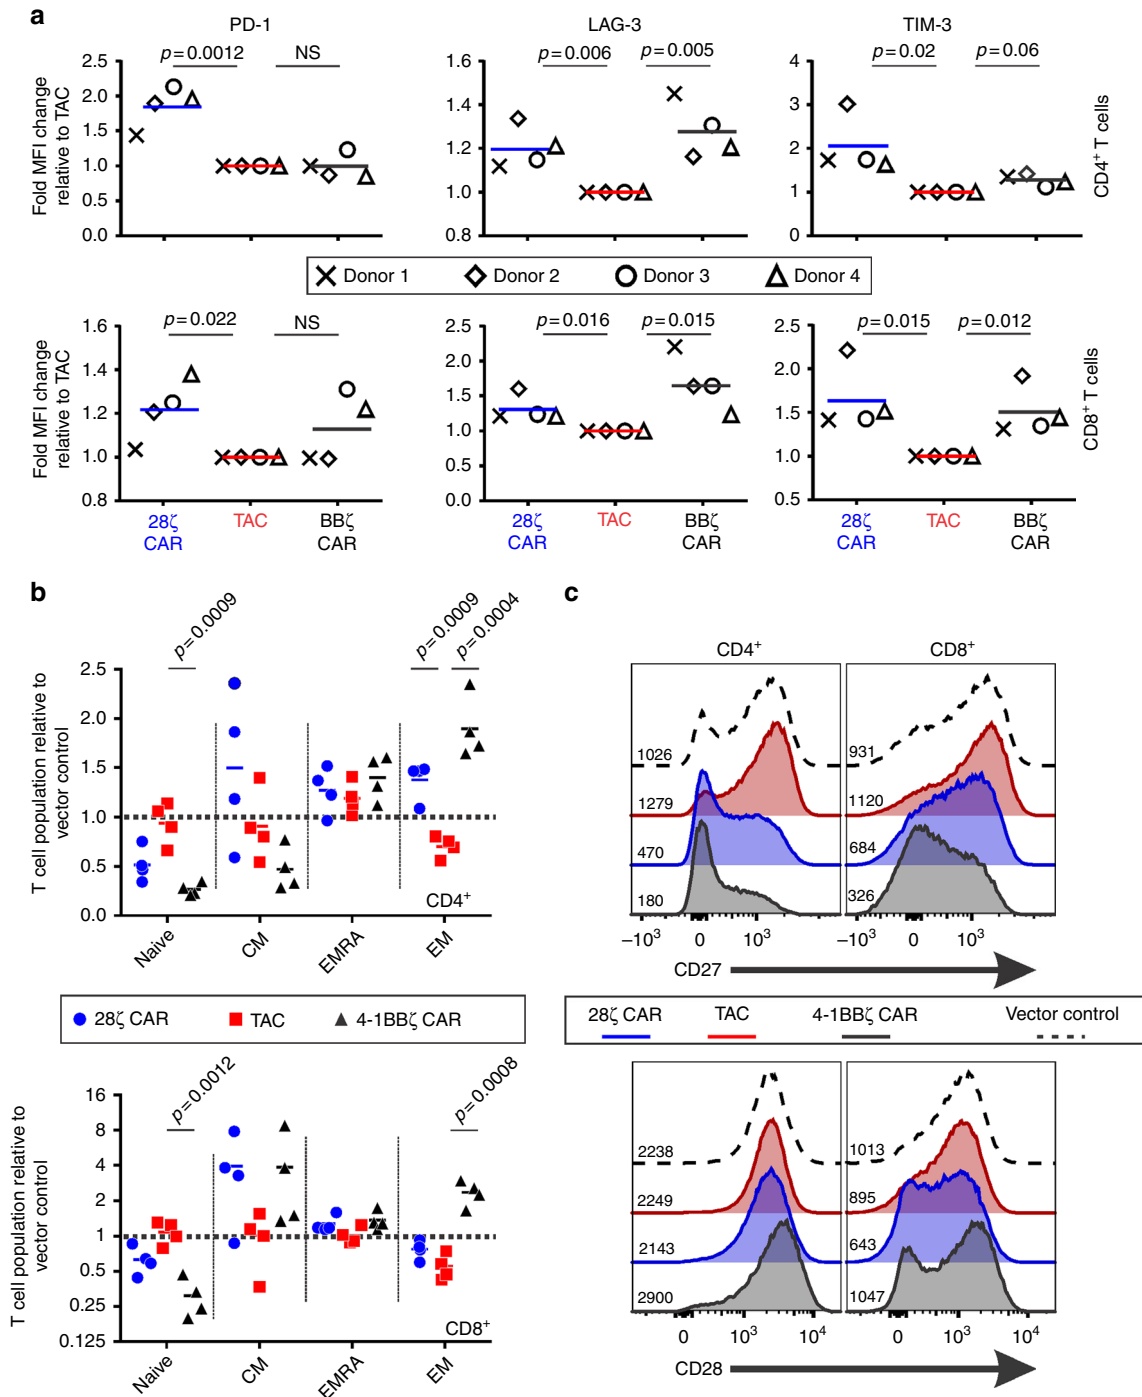 a
PD-1
LAG-3
TIM-3
p=0.0012
NS
p=0.006
p=0.005
p=0.02
p=0.06
Fold MFI change
relative to TAC
2.5
2.0
1.5
1.0
0.5
0.0
1.6
1.4
1.2
1.0
0.8
4
3
2
1
0
CD4+ T cells
Donor 1
Donor 2
Donor 3
Donor 4
p=0.022
NS
p=0.016
p=0.015
p=0.015
p=0.012
Fold MFI change
relative to TAC
1.6
1.4
1.2
1.0
0.8
2.5
2.0
1.5
1.0
0.5
0.0
2.5
2.0
1.5
1.0
0.5
CD8+ T cells
28ζ
CAR
TAC
BBζ
CAR
28ζ
CAR
TAC
BBζ
CAR
28ζ
CAR
TAC
BBζ
CAR
b
p=0.0009
p=0.0009
p=0.0004
T cell population relative to
vector control
2.5
2.0
1.5
1.0
0.5
0.0
CD4+
Naive
CM
EMRA
EM
28ζ CAR
TAC
4-1BBζ CAR
p=0.0012
p=0.0008
T cell population relative to
vector control
16
8
4
2
1
0.5
0.25
0.125
CD8+
Naive
CM
EMRA
EM
c
CD4+
CD8+
1026
1279
470
180
931
1120
684
326
−10³
0
10³
−10³
0
10³
CD27
28ζ CAR
TAC
4-1BBζ CAR
Vector control
2238
2249
2143
2900
1013
895
643
1047
0
10³
10⁴
0
10³
10⁴
CD28